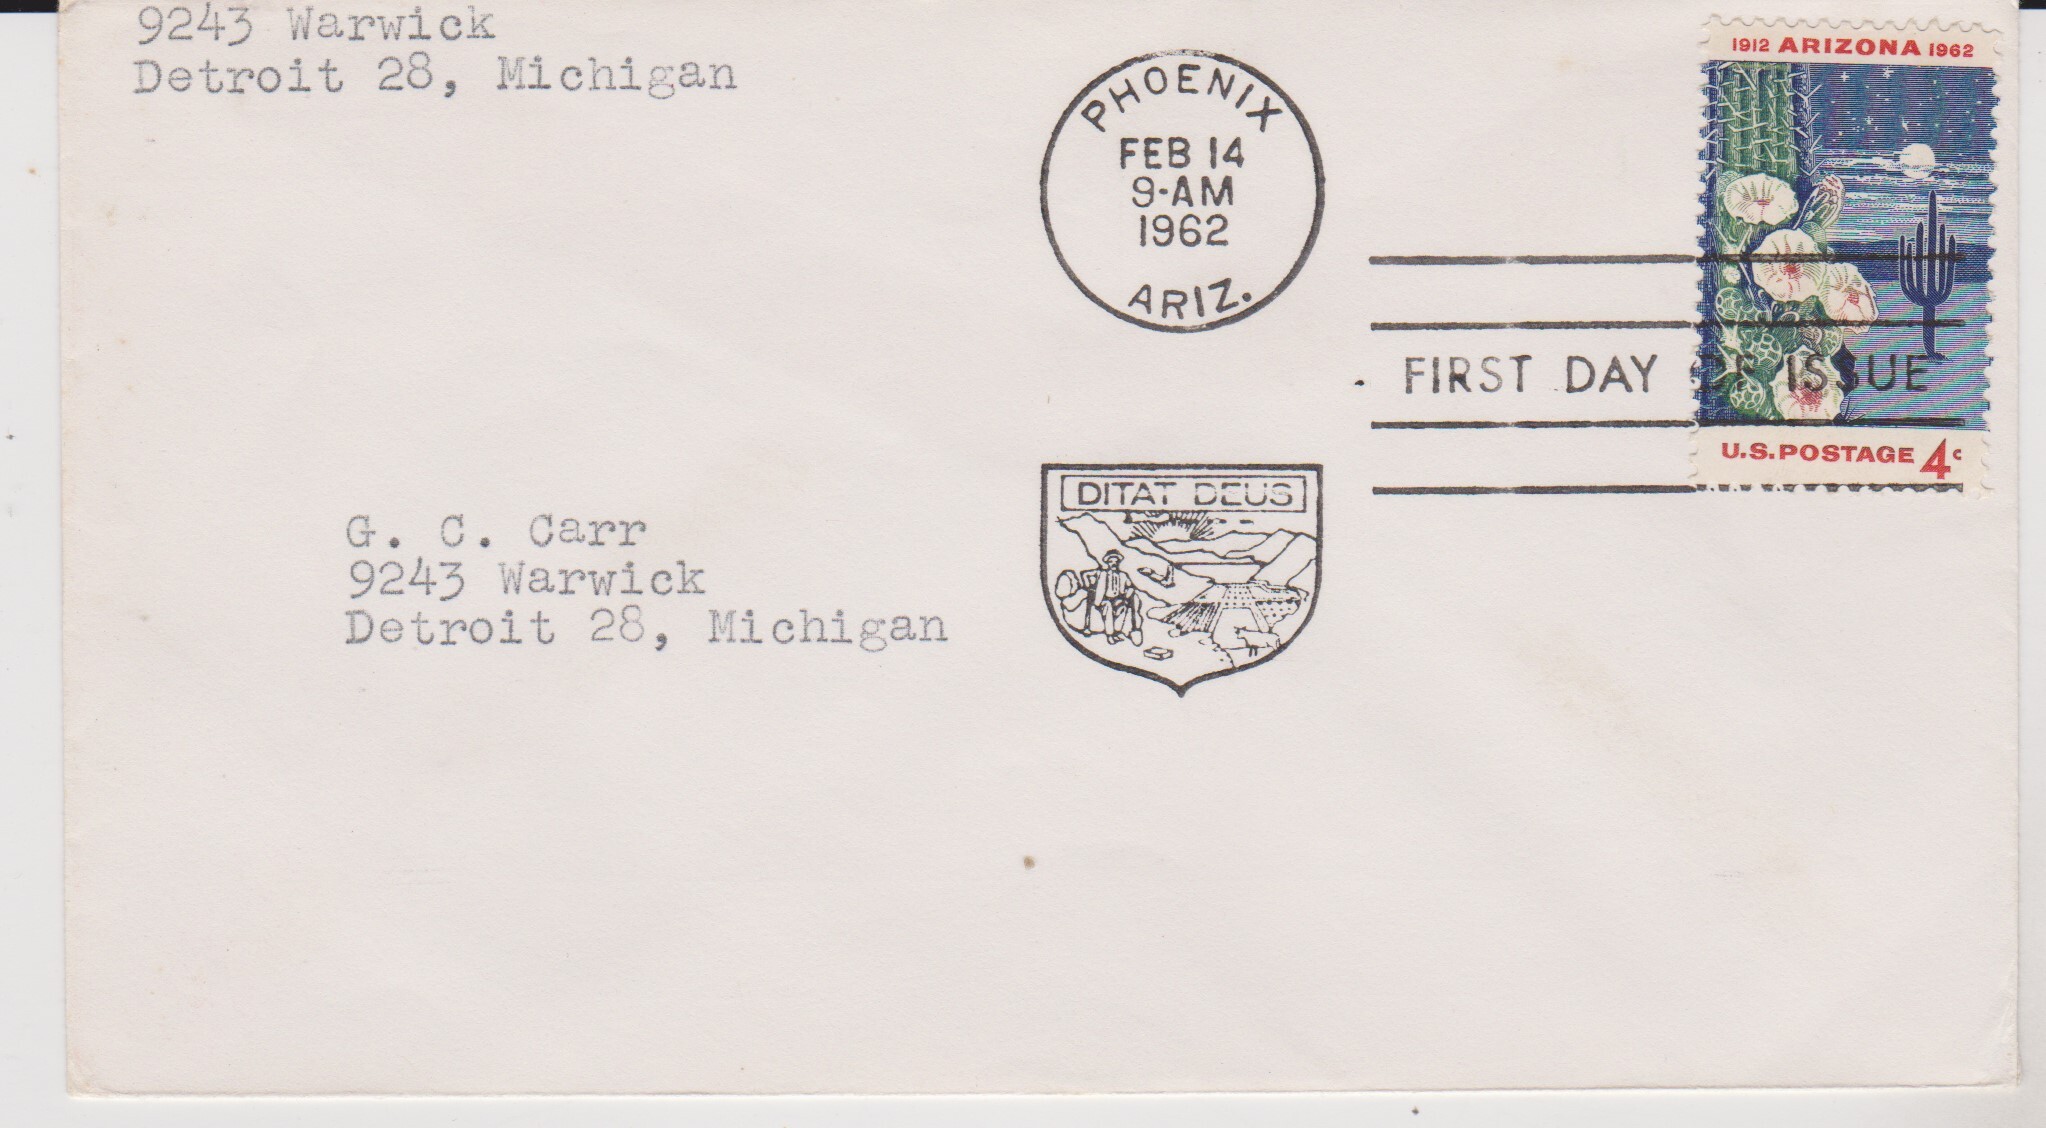 9243 Warwick
Detroit 28, Michigan
PHOENIX
FEB 14
9-AM
1962
ARIZ.
1912 ARIZONA 1962
FIRST DAY OF ISSUE
U.S. POSTAGE 4c
DITAT DEUS
G. C. Carr
9243 Warwick
Detroit 28, Michigan